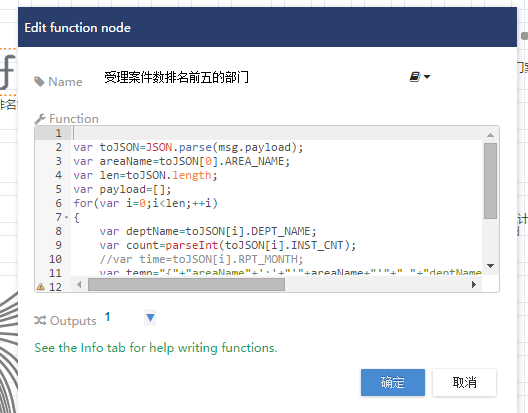 Edit function node
Name
受理案件数排名前五的部门
Function
1
2 var toJSON=JSON.parse(msg.payload);
3 var areaName=toJSON[0].AREA_NAME;
4 var len=toJSON.length;
5 var payload=[];
6 for(var i=0;i<len;++i)
7 {
8 var deptName=toJSON[i].DEPT_NAME;
9 var count=parseInt(toJSON[i].INST_CNT);
10 //var time=toJSON[i].RPT_MONTH;
11 var temp="{"+"areaName"+':'+"'"+areaName+"'"+","+"deptName
12
Outputs 1
See the Info tab for help writing functions.
确定 取消